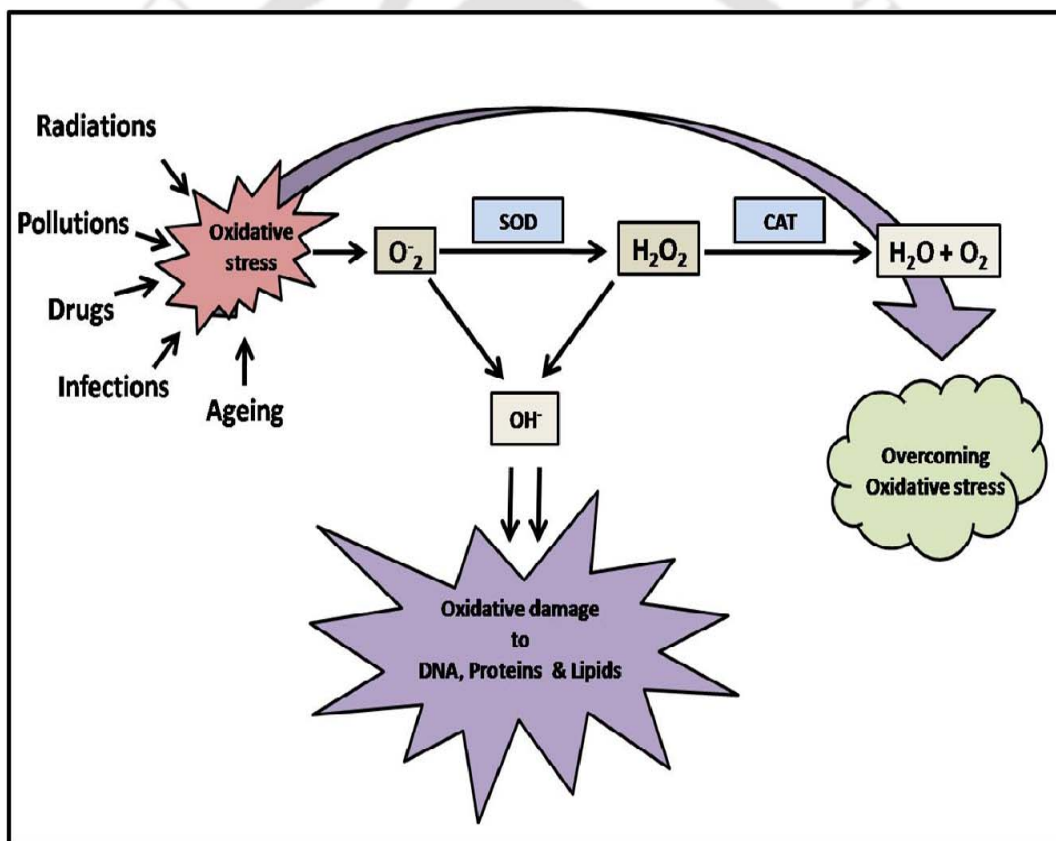 Radiations
Pollutions
Drugs
Infections
Ageing
Oxidative
stress
O⁻₂
SOD
H₂O₂
CAT
H₂O + O₂
OH⁻
Overcoming
Oxidative stress
Oxidative damage
to
DNA, Proteins & Lipids